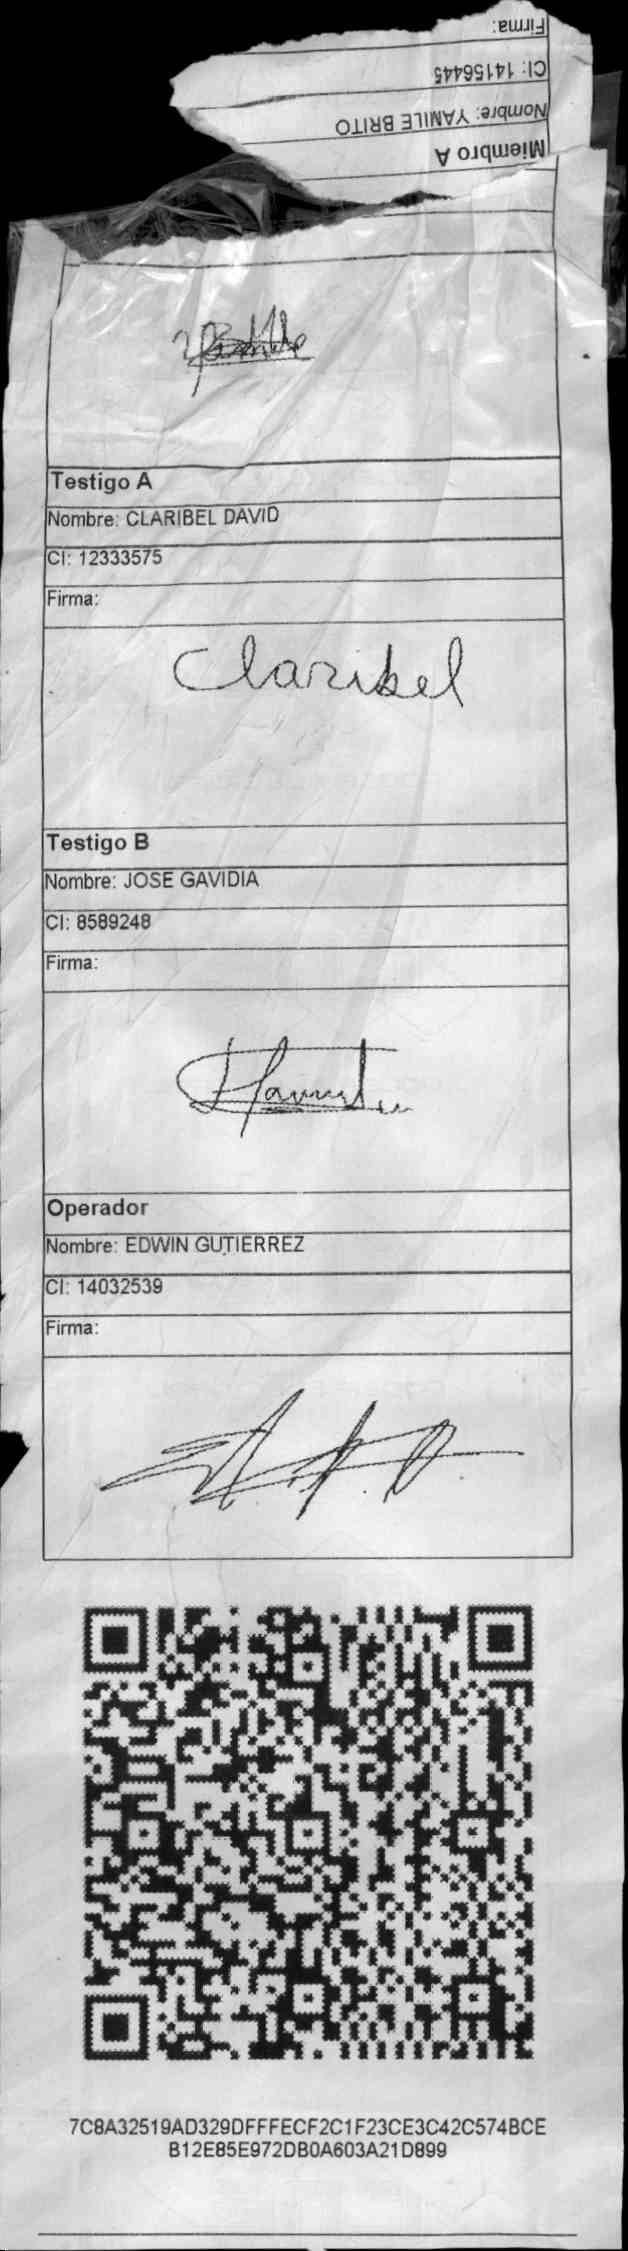 Miembro A
Nombre: YAMILE BRITO
CI: 14156445
Firma:
Testigo A
Nombre: CLARIBEL DAVID
CI: 12333575
Firma:
Claribel
Testigo B
Nombre: JOSE GAVIDIA
CI: 8589248
Firma:
Operador
Nombre: EDWIN GUTIERREZ
CI: 14032539
Firma:
7C8A32519AD329DFFFECF2C1F23CE3C42C574BCE
B12E85E972DB0A603A21D899